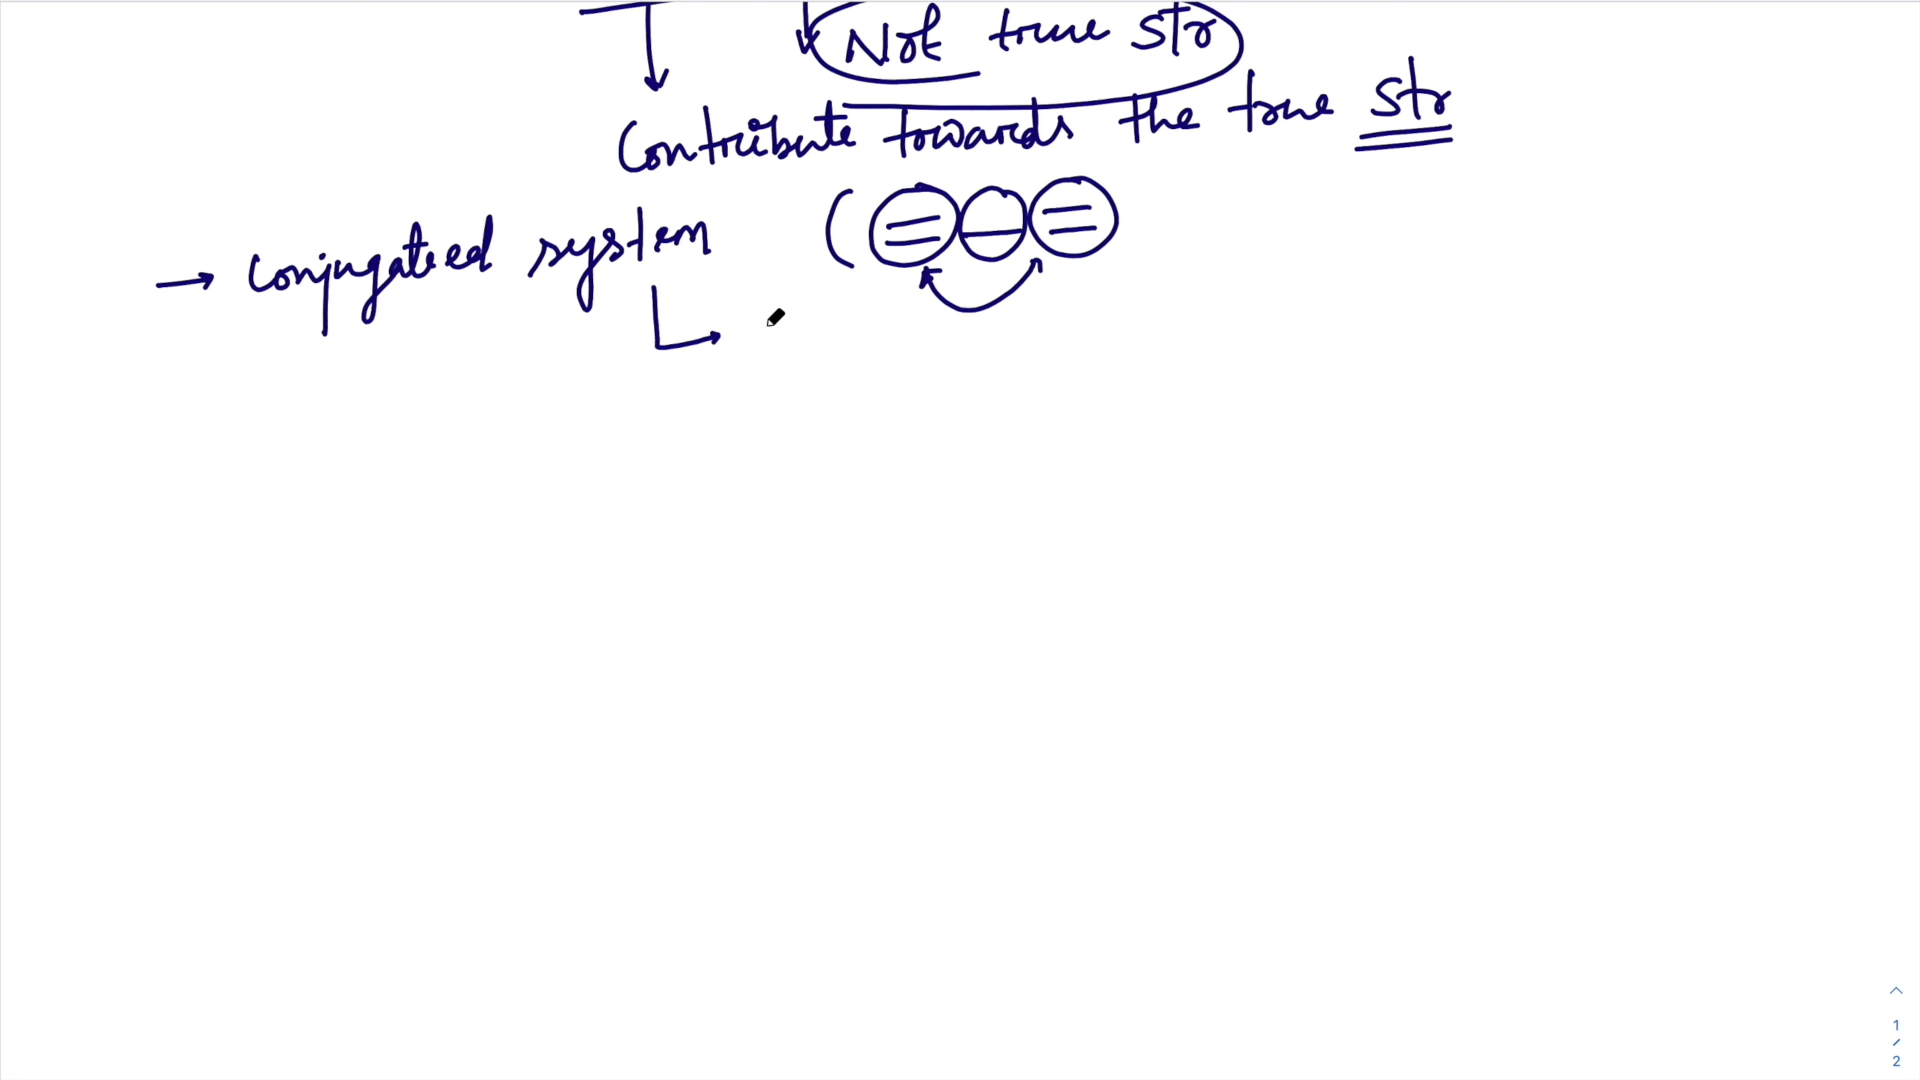 Not true str
Contribute towards the true str
→ Conjugated system ( = - =
1
/
2